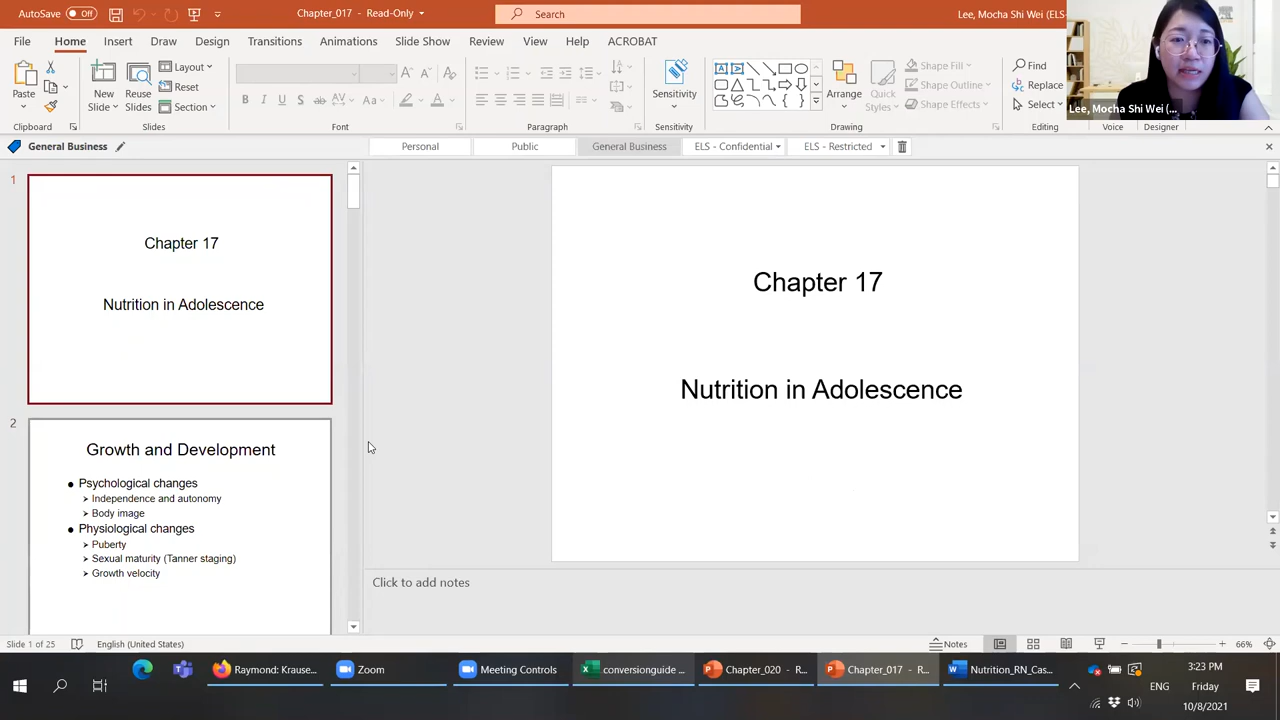 AutoSave Off
Chapter_017 - Read-Only
Search
Lee, Mocha Shi Wei (ELS-
File Home Insert Draw Design Transitions Animations Slide Show Review View Help ACROBAT
Paste
New Slide
Reuse Slides
Layout
Reset
Section
B I U S ab AV Aa A
Sensitivity
Arrange
Quick Styles
Shape Fill
Shape Outline
Shape Effects
Find
Replace
Select
Lee, Mocha Shi Wei (...
Clipboard Slides Font Paragraph Sensitivity Drawing Editing Voice Designer
General Business
Personal Public General Business ELS - Confidential ELS - Restricted
1
Chapter 17
Nutrition in Adolescence
2
Growth and Development
Psychological changes
Independence and autonomy
Body image
Physiological changes
Puberty
Sexual maturity (Tanner staging)
Growth velocity
Chapter 17
Nutrition in Adolescence
Click to add notes
Slide 1 of 25 English (United States) Notes 66%
Raymond: Krause... Zoom Meeting Controls conversionguide ... Chapter_020 - R... Chapter_017 - R... Nutrition_RN_Cas...
ENG
3:23 PM
Friday
10/8/2021